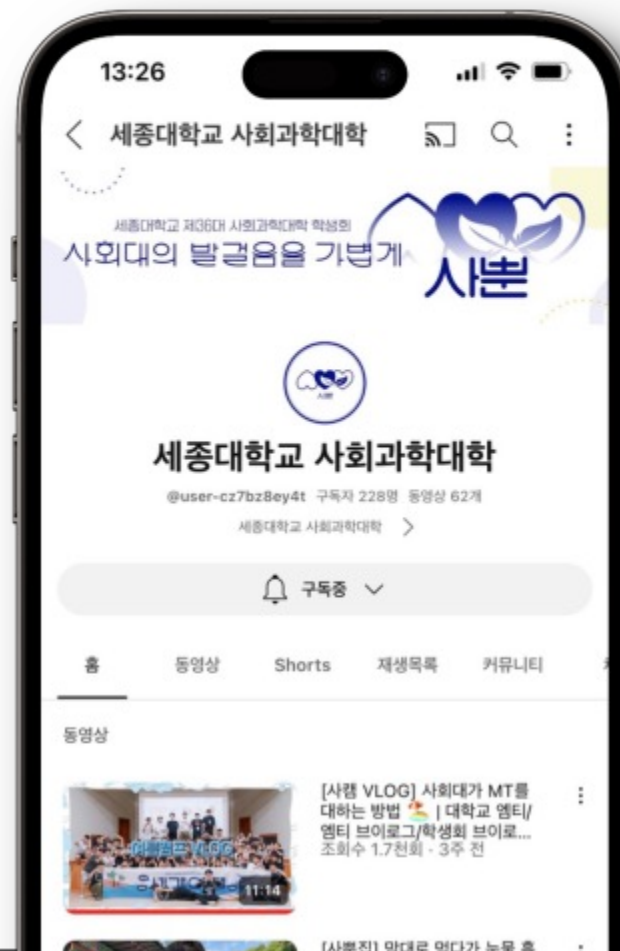 13:26
세종대학교 사회과학대학
세종대학교 제36대 사회과학대학 학생회
사회대의 발걸음을 가볍게
사뿐
사뿐
세종대학교 사회과학대학
@user-cz7bz8ey4t 구독자 228명 동영상 62개
세종대학교 사회과학대학
구독중
홈 동영상 Shorts 재생목록 커뮤니티
동영상
[사캠 VLOG] 사회대가 MT를
대하는 방법 | 대학교 엠티/
엠티 브이로그/학생회 브이로...
조회수 1.7천회 · 3주 전
여름캠프 VLOG
11:14